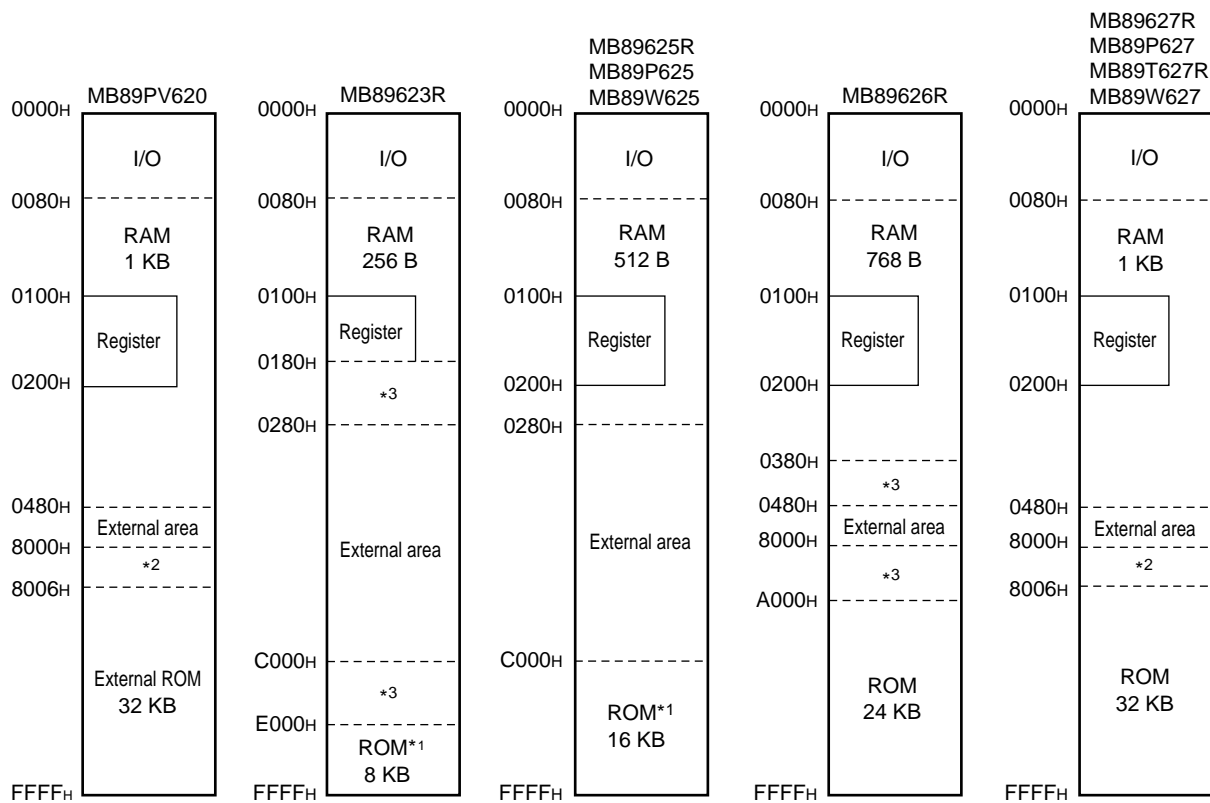 MB89PV620
0000H
I/O
0080H
RAM
1 KB
0100H
Register
0200H
0480H
External area
8000H
*2
8006H
External ROM
32 KB
FFFFH
MB89623R
0000H
I/O
0080H
RAM
256 B
0100H
Register
0180H
*3
0280H
External area
C000H
*3
E000H
ROM*1
8 KB
FFFFH
MB89625R
MB89P625
MB89W625
0000H
I/O
0080H
RAM
512 B
0100H
Register
0200H
0280H
External area
C000H
ROM*1
16 KB
FFFFH
MB89626R
0000H
I/O
0080H
RAM
768 B
0100H
Register
0200H
0380H
*3
0480H
External area
8000H
*3
A000H
ROM
24 KB
FFFFH
MB89627R
MB89P627
MB89T627R
MB89W627
0000H
I/O
0080H
RAM
1 KB
0100H
Register
0200H
0480H
External area
8000H
*2
8006H
ROM
32 KB
FFFFH